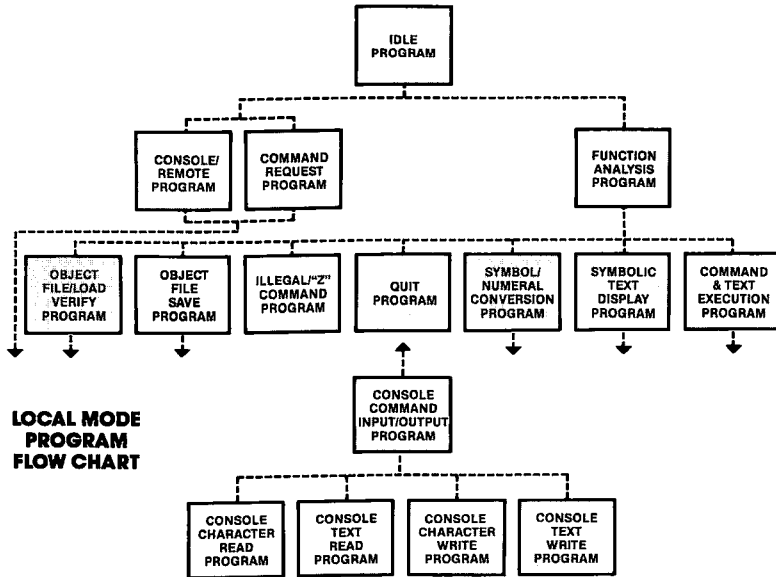 IDLE
PROGRAM
CONSOLE/
REMOTE
PROGRAM
COMMAND
REQUEST
PROGRAM
FUNCTION
ANALYSIS
PROGRAM
OBJECT
FILE/LOAD
VERIFY
PROGRAM
OBJECT
FILE
SAVE
PROGRAM
ILLEGAL/"Z"
COMMAND
PROGRAM
QUIT
PROGRAM
SYMBOL/
NUMERAL
CONVERSION
PROGRAM
SYMBOLIC
TEXT
DISPLAY
PROGRAM
COMMAND
& TEXT
EXECUTION
PROGRAM
CONSOLE
COMMAND
INPUT/OUTPUT
PROGRAM
LOCAL MODE
PROGRAM
FLOW CHART
CONSOLE
CHARACTER
READ
PROGRAM
CONSOLE
TEXT
READ
PROGRAM
CONSOLE
CHARACTER
WRITE
PROGRAM
CONSOLE
TEXT
WRITE
PROGRAM